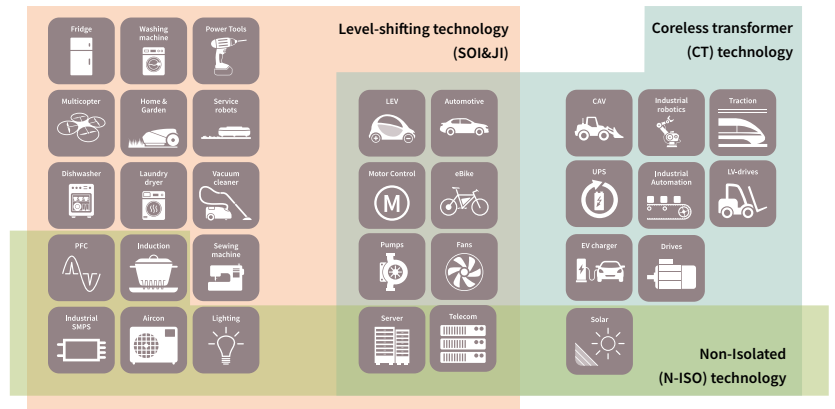 Level-shifting technology
(SOI&JI)
Coreless transformer
(CT) technology
Fridge
Washing
machine
Power Tools
Multicopter
Home &
Garden
Service
robots
LEV
Automotive
CAV
Industrial
robotics
Traction
Dishwasher
Laundry
dryer
Vacuum
cleaner
Motor Control
M
eBike
UPS
Industrial
Automation
LV-drives
PFC
Induction
Sewing
machine
Pumps
Fans
EV charger
Drives
Industrial
SMPS
Aircon
Lighting
Server
Telecom
Solar
Non-Isolated
(N-ISO) technology